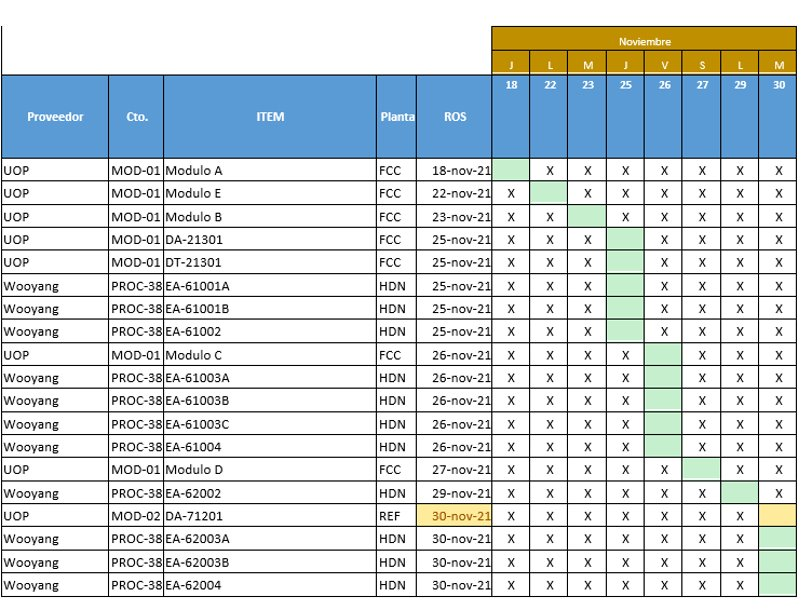 Noviembre
J L M J V S L M
Proveedor Cto. ITEM Planta ROS 18 22 23 25 26 27 29 30
UOP MOD-01 Modulo A FCC 18-nov-21 X X X X X X X
UOP MOD-01 Modulo E FCC 22-nov-21 X X X X X X X
UOP MOD-01 Modulo B FCC 23-nov-21 X X X X X X X
UOP MOD-01 DA-21301 FCC 25-nov-21 X X X X X X X
UOP MOD-01 DT-21301 FCC 25-nov-21 X X X X X X X
Wooyang PROC-38 EA-61001A HDN 25-nov-21 X X X X X X X
Wooyang PROC-38 EA-61001B HDN 25-nov-21 X X X X X X X
Wooyang PROC-38 EA-61002 HDN 25-nov-21 X X X X X X X
UOP MOD-01 Modulo C FCC 26-nov-21 X X X X X X X
Wooyang PROC-38 EA-61003A HDN 26-nov-21 X X X X X X X
Wooyang PROC-38 EA-61003B HDN 26-nov-21 X X X X X X X
Wooyang PROC-38 EA-61003C HDN 26-nov-21 X X X X X X X
Wooyang PROC-38 EA-61004 HDN 26-nov-21 X X X X X X X
UOP MOD-01 Modulo D FCC 27-nov-21 X X X X X X X
Wooyang PROC-38 EA-62002 HDN 29-nov-21 X X X X X X X
UOP MOD-02 DA-71201 REF 30-nov-21 X X X X X X X
Wooyang PROC-38 EA-62003A HDN 30-nov-21 X X X X X X X
Wooyang PROC-38 EA-62003B HDN 30-nov-21 X X X X X X X
Wooyang PROC-38 EA-62004 HDN 30-nov-21 X X X X X X X